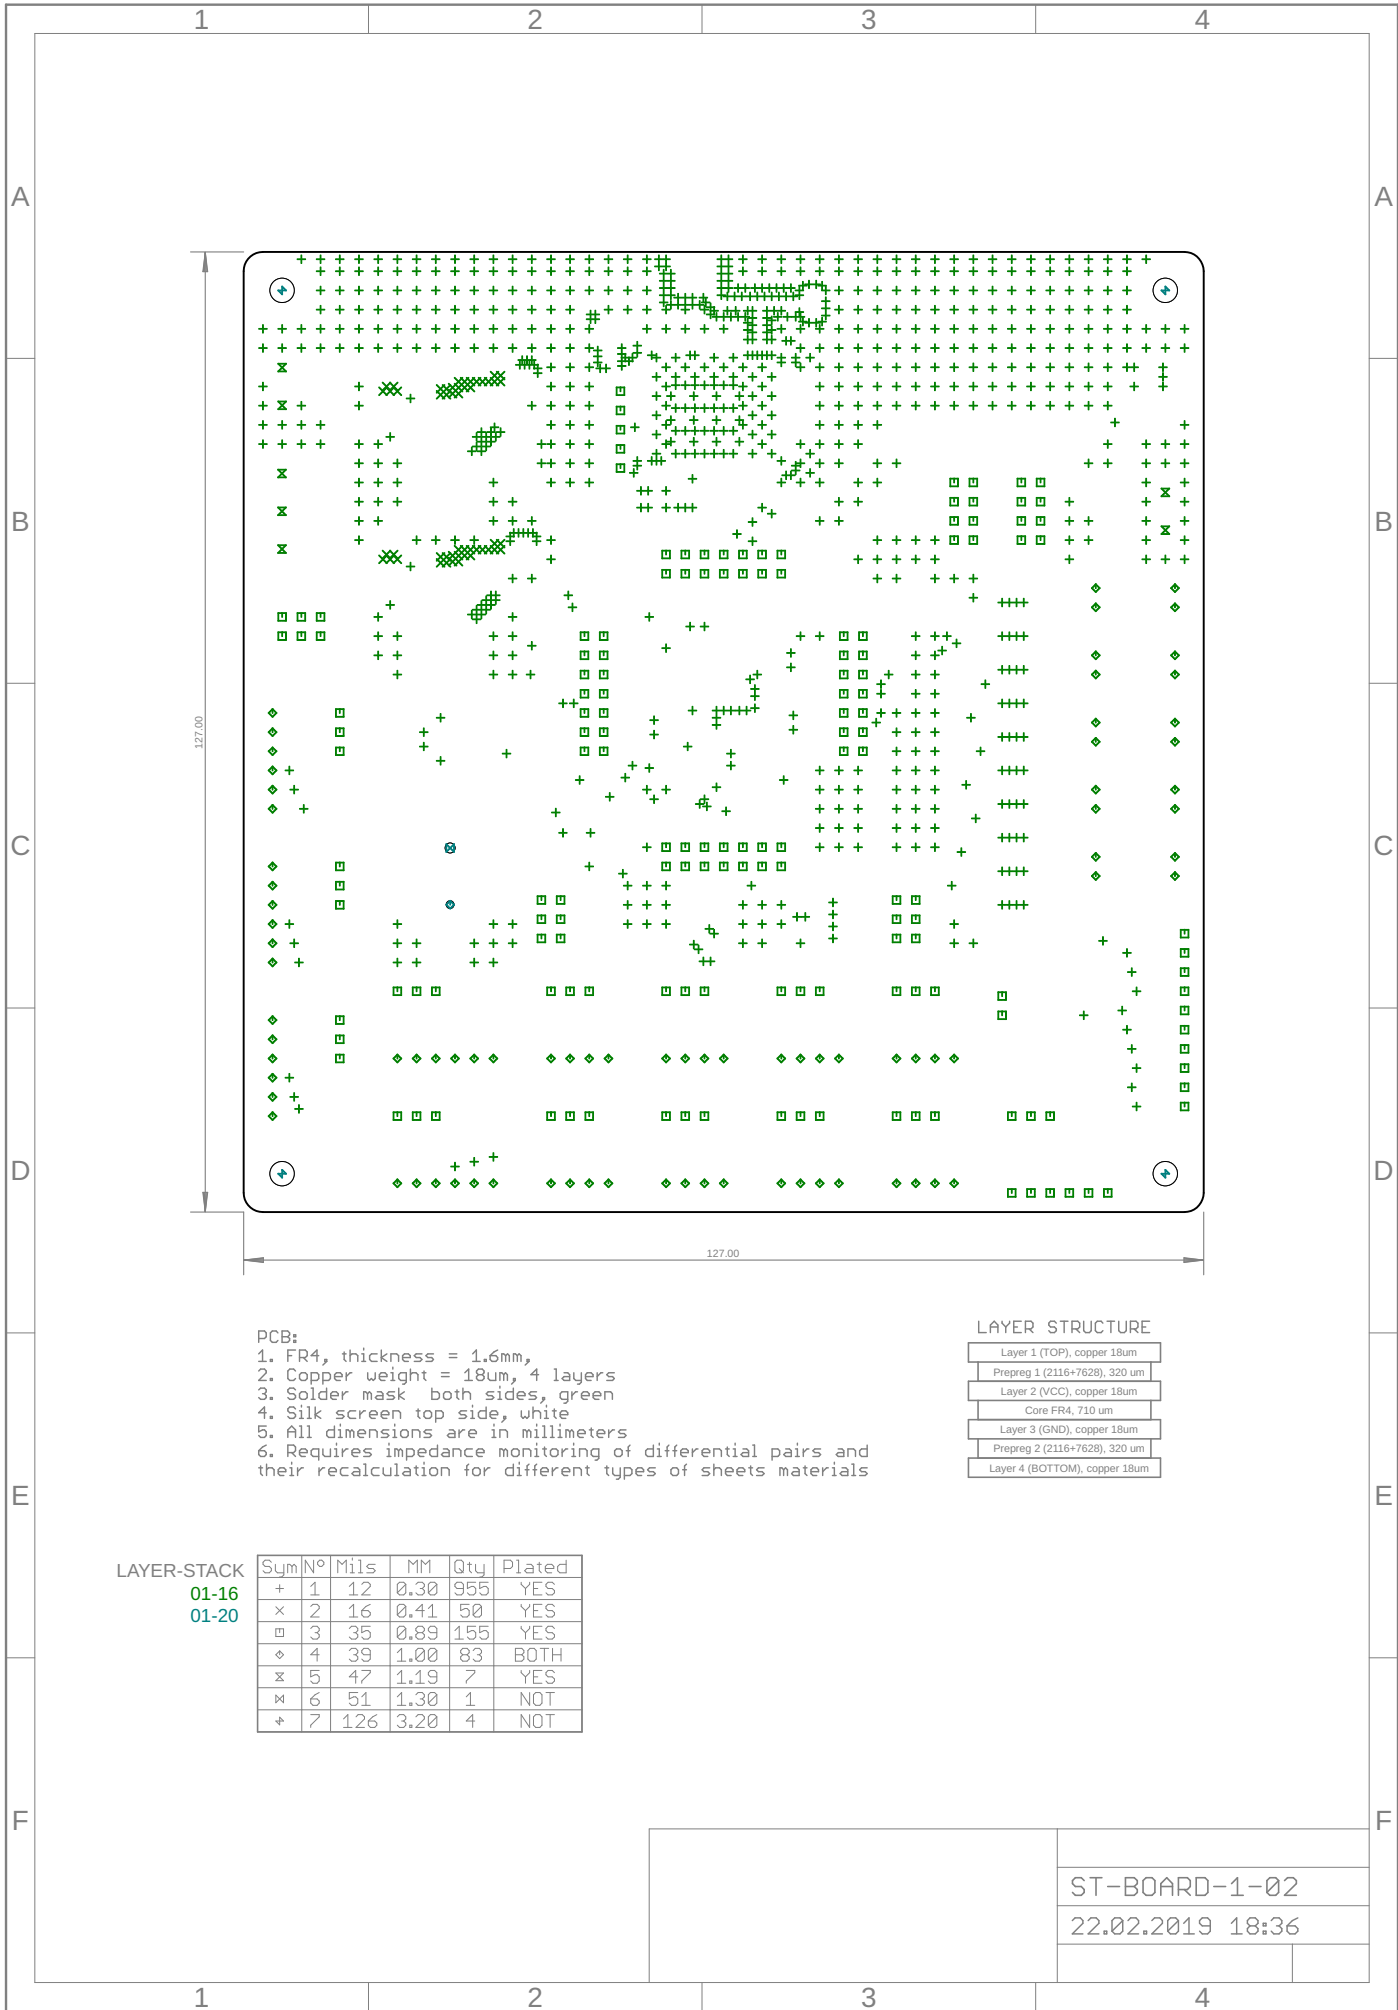 1 2 3 4
A A
B B
127.00
C C
D D
127.00
PCB:
1. FR4, thickness = 1.6mm,
2. Copper weight = 18um, 4 layers
3. Solder mask  both sides, green
4. Silk screen top side, white
5. All dimensions are in millimeters
6. Requires impedance monitoring of differential pairs and
their recalculation for different types of sheets materials
LAYER STRUCTURE
Layer 1 (TOP), copper 18um
Prepreg 1 (2116+7628), 320 um
Layer 2 (VCC), copper 18um
Core FR4, 710 um
Layer 3 (GND), copper 18um
Prepreg 2 (2116+7628), 320 um
Layer 4 (BOTTOM), copper 18um
E E
LAYER-STACK
01-16
01-20
Sym N° Mils MM Qty Plated
1 12 0.30 955 YES
2 16 0.41 50 YES
3 35 0.89 155 YES
4 39 1.00 83 BOTH
5 47 1.19 7 YES
6 51 1.30 1 NOT
7 126 3.20 4 NOT
F F
ST-BOARD-1-02
22.02.2019 18:36
1 2 3 4